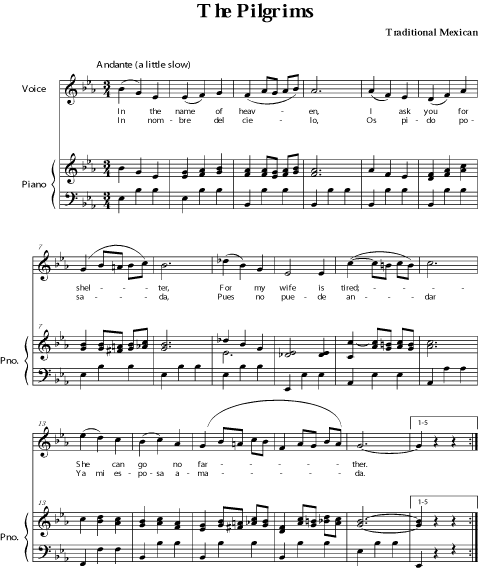 The Pilgrims
Traditional Mexican
Andante (a little slow)
Voice
In the name of heav - en, I ask you for
In nom - bre del cie - lo, Os pi - do po -
Piano
7
shel - - - ter, For my wife is tired; - - -
sa - - - da, Pues no pue - de an - - - dar
7
Pno.
13
She can go no far - - - - ther.
Ya mi es - po - sa a ma - - - - da.
1-5
13
Pno.
1-5